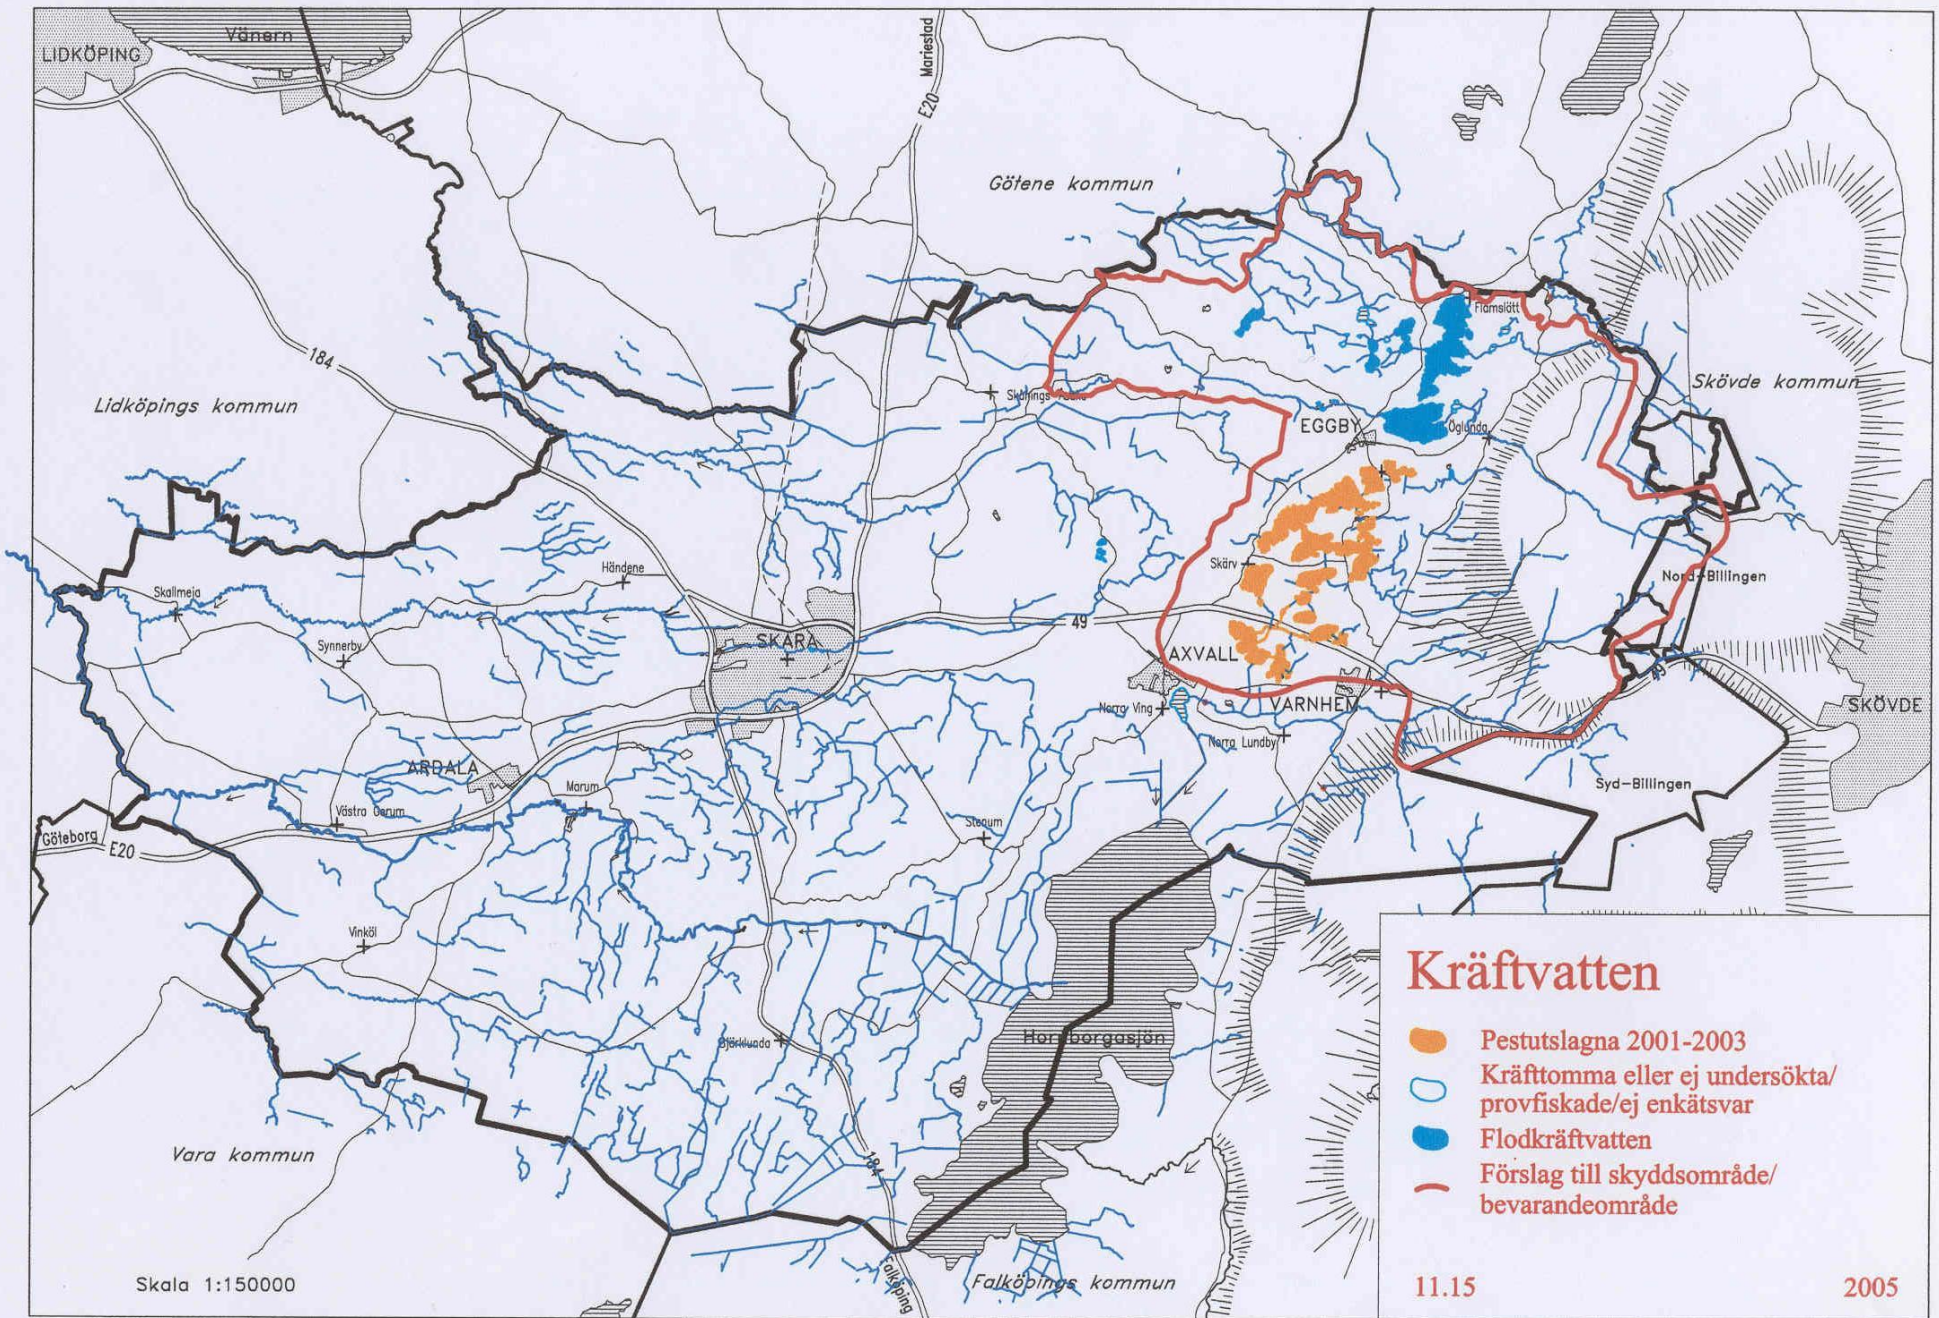 Vänern
LIDKÖPING
Mariestad
E20
Götene kommun
Flämslätt
184
Skövde kommun
Lidköpings kommun
EGGBY
Öglunda
Skärv
Händene
Nord-Billingen
Skallmeja
49
SKARA
Synnerby
AXVALL
49
VARNHEM
SKÖVDE
Norra Ving
Norra Lundby
ARDALA
Marum
Syd-Billingen
Västra Gerum
Stenum
Göteborg
E20
Vinköl
Hornborgasjön
Bjärklunda
Vara kommun
184
Falköping
Falköpings kommun
Skala 1:150000
Kräftvatten
Pestutslagna 2001-2003
Kräfttomma eller ej undersökta/
provfiskade/ej enkätsvar
Flodkräftvatten
Förslag till skyddsområde/
bevarandeområde
11.15
2005